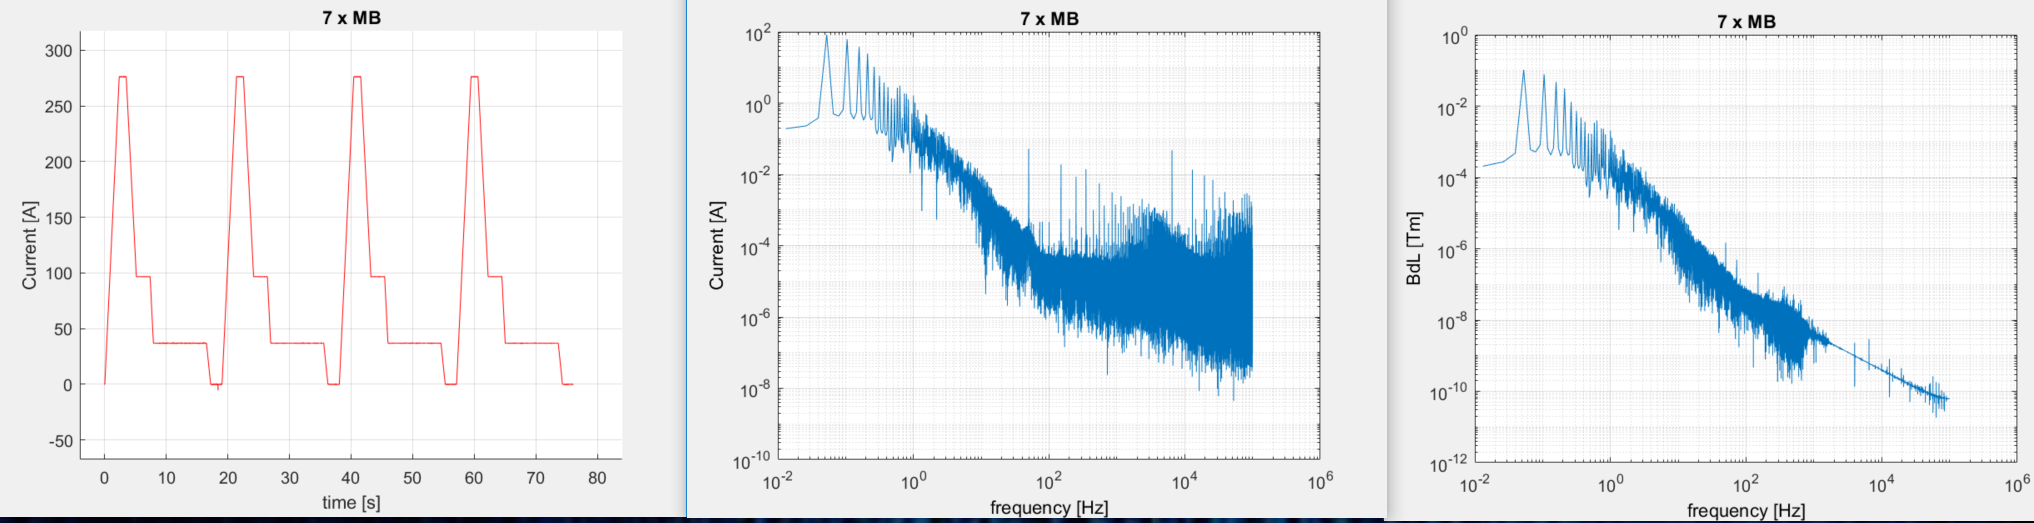 7 x MB
300
250
200
150
100
50
0
-50
Current [A]
0 10 20 30 40 50 60 70 80
time [s]
7 x MB
10^2
10^0
10^-2
10^-4
10^-6
10^-8
10^-10
Current [A]
10^-2 10^0 10^2 10^4 10^6
frequency [Hz]
7 x MB
10^0
10^-2
10^-4
10^-6
10^-8
10^-10
10^-12
BdL [Tm]
10^-2 10^0 10^2 10^4 10^6
frequency [Hz]